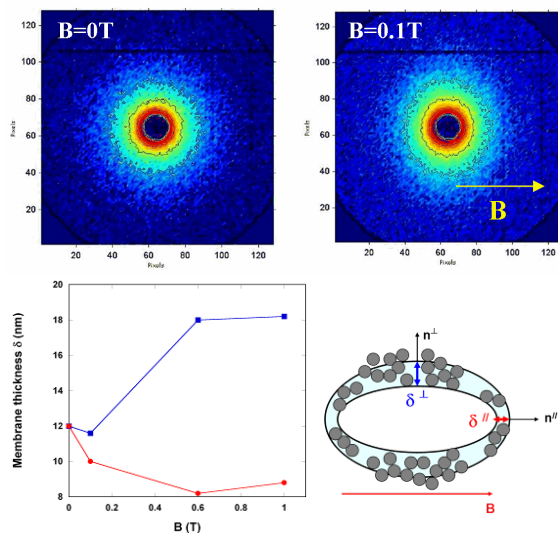 B=0T
B=0.1T
120
100
80
60
40
20
20 40 60 80 100 120
Pixels
Pixels
120
100
80
60
40
20
20 40 60 80 100 120
Pixels
Pixels
B
20
18
16
14
12
10
8
0 0.2 0.4 0.6 0.8 1
B (T)
Membrane thickness δ (nm)
n⊥
δ⊥
δ//
n//
B